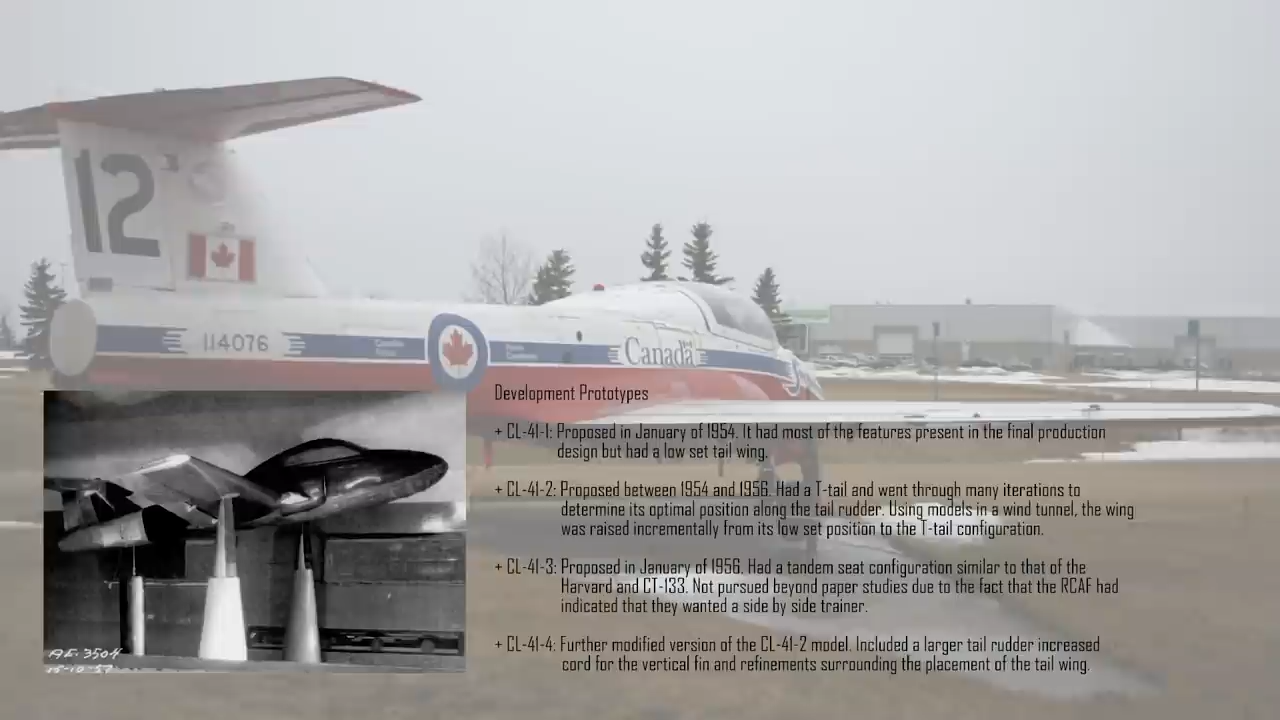 12
114076
Canada
Development Prototypes
+ CL-41-1: Proposed in January of 1954. It had most of the features present in the final production
design but had a low set tail wing.
+ CL-41-2: Proposed between 1954 and 1956. Had a T-tail and went through many iterations to
determine its optimal position along the tail rudder. Using models in a wind tunnel, the wing
was raised incrementally from its low set position to the T-tail configuration.
+ CL-41-3: Proposed in January of 1956. Had a tandem seat configuration similar to that of the
Harvard and CT-133. Not pursued beyond paper studies due to the fact that the RCAF had
indicated that they wanted a side by side trainer.
+ CL-41-4: Further modified version of the CL-41-2 model. Included a larger tail rudder increased
cord for the vertical fin and refinements surrounding the placement of the tail wing.
AE-3504
15-10-57